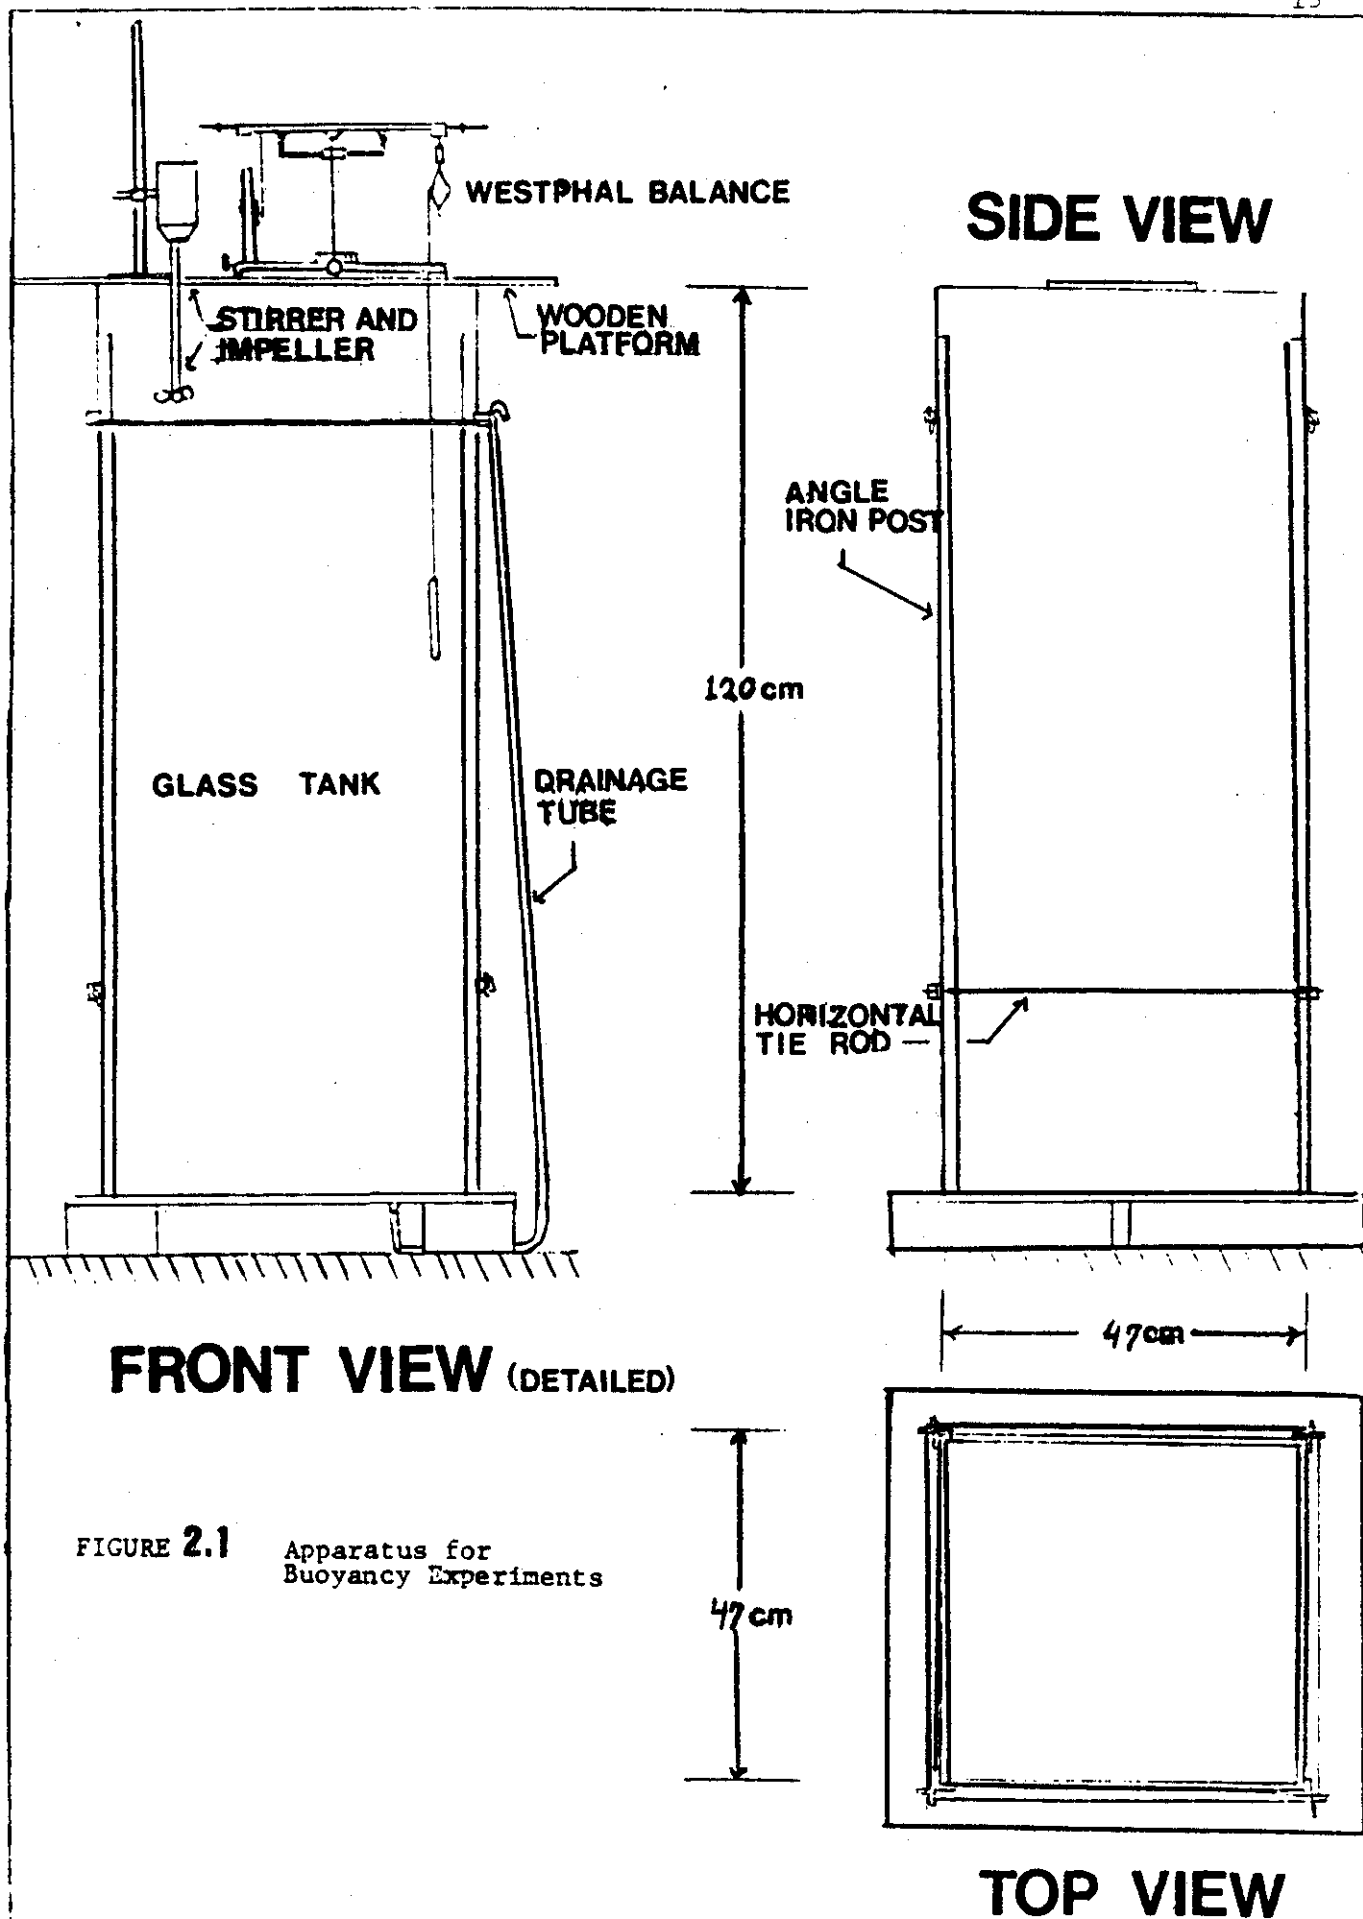 WESTPHAL BALANCE
SIDE VIEW
STIRRER AND
IMPELLER
WOODEN
PLATFORM
ANGLE
IRON POST
120 cm
GLASS TANK
DRAINAGE
TUBE
HORIZONTAL
TIE ROD
47cm
FRONT VIEW (DETAILED)
FIGURE 2.1 Apparatus for
Buoyancy Experiments
47 cm
TOP VIEW